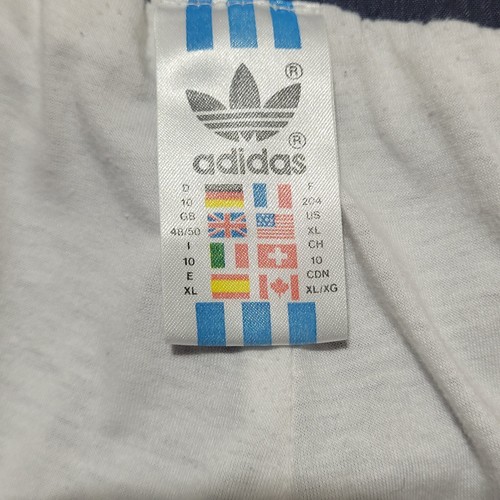 ®
®
adidas
D F
10 204
GB US
48/50 XL
I CH
10 10
E CDN
XL XL/XG